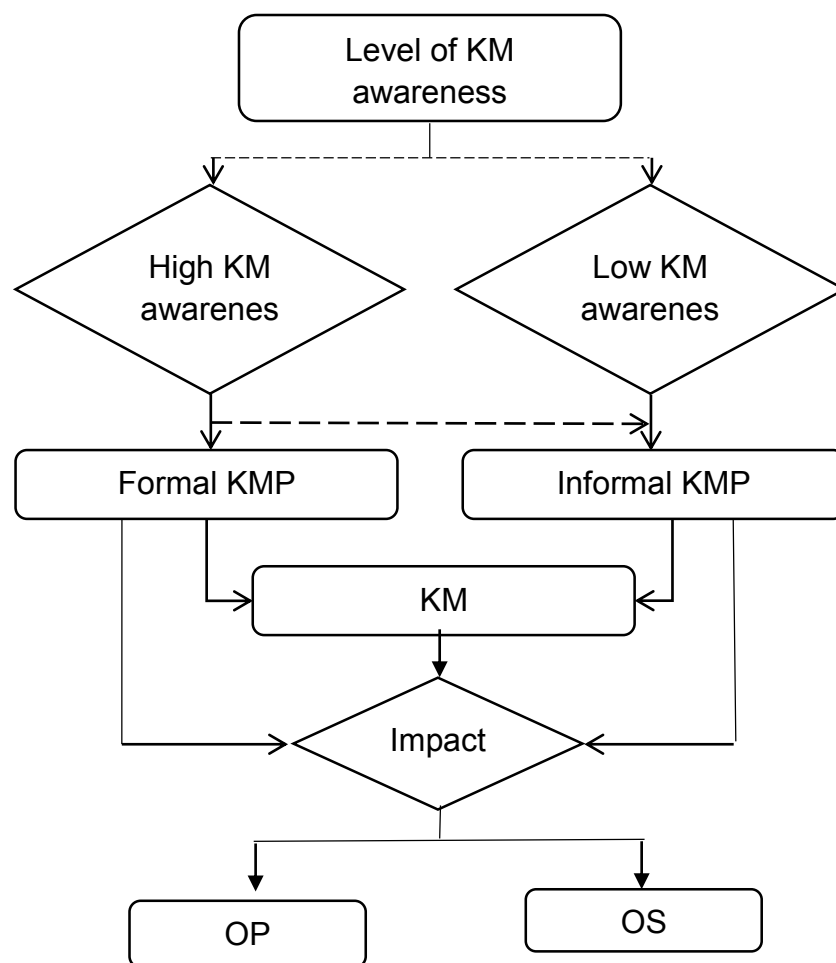 Level of KM
awareness
High KM
awarenes
Low KM
awarenes
Formal KMP
Informal KMP
KM
Impact
OP
OS